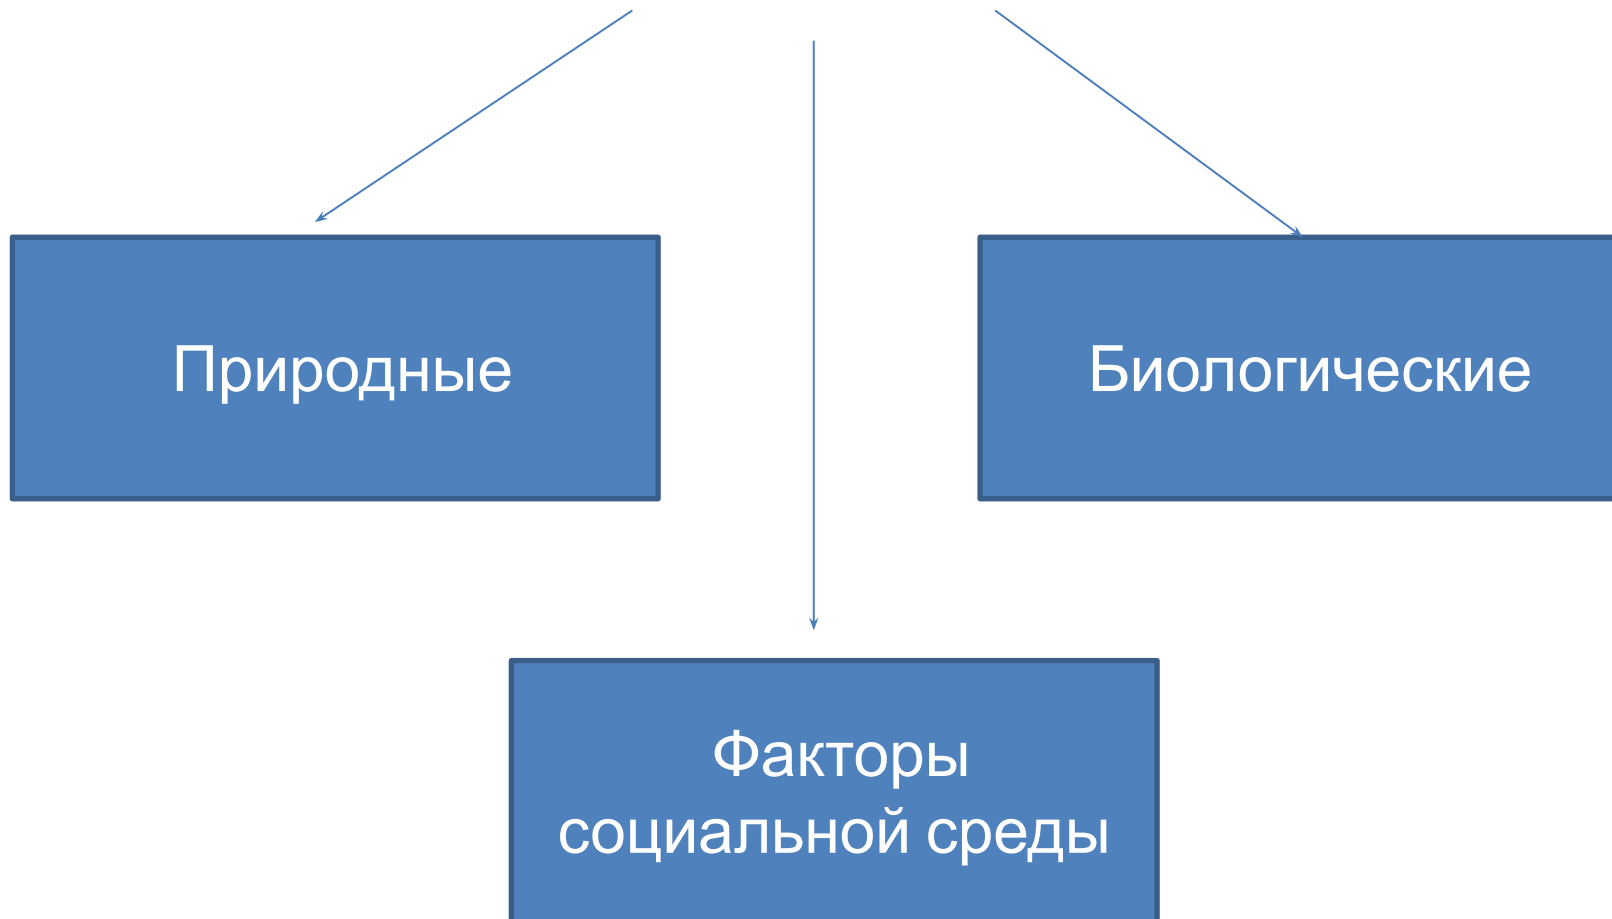 Природные
Биологические
Факторы
социальной среды